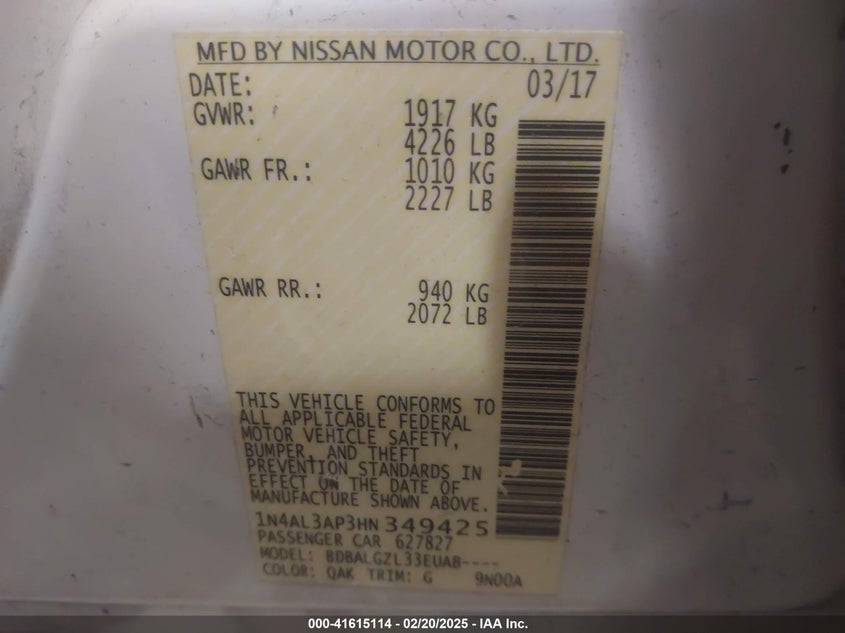 MFD BY NISSAN MOTOR CO., LTD.
DATE: 03/17
GVWR: 1917 KG
4226 LB
GAWR FR.: 1010 KG
2227 LB
GAWR RR.: 940 KG
2072 LB
THIS VEHICLE CONFORMS TO
ALL APPLICABLE FEDERAL
MOTOR VEHICLE SAFETY,
BUMPER, AND THEFT
PREVENTION STANDARDS IN
EFFECT ON THE DATE OF
MANUFACTURE SHOWN ABOVE.
1N4AL3AP3HN 349425
PASSENGER CAR 627827
MODEL: BDBALGZL33EUAB----
COLOR: QAK TRIM: G 9N00A
000-41615114 - 02/20/2025 - IAA Inc.